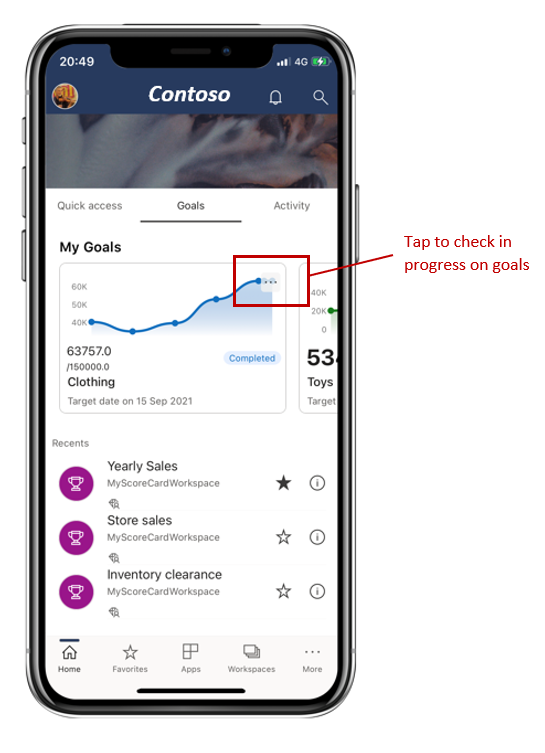 20:49
4G
Contoso
Quick access
Goals
Activity
My Goals
60K
50K
40K
63757.0
/150000.0
Completed
Clothing
Target date on 15 Sep 2021
40K
20K
0
Toys
Target
Tap to check in
progress on goals
Recents
Yearly Sales
MyScoreCardWorkspace
Store sales
MyScoreCardWorkspace
Inventory clearance
MyScoreCardWorkspace
Home
Favorites
Apps
Workspaces
More